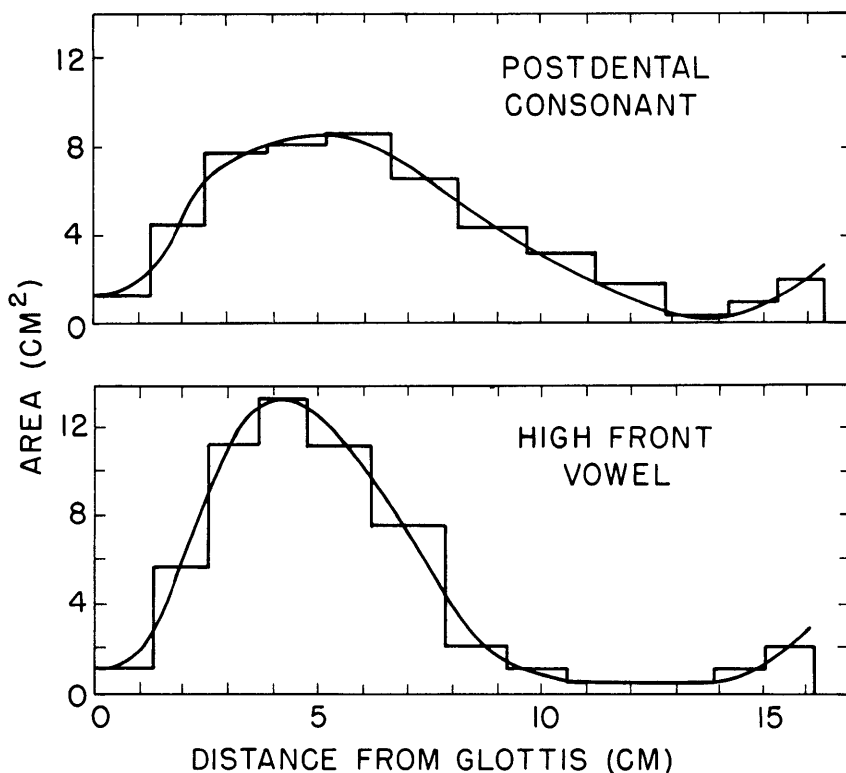 12
8
4
0
POSTDENTAL
CONSONANT
AREA (CM²)
12
8
4
0
HIGH FRONT
VOWEL
0 5 10 15
DISTANCE FROM GLOTTIS (CM)